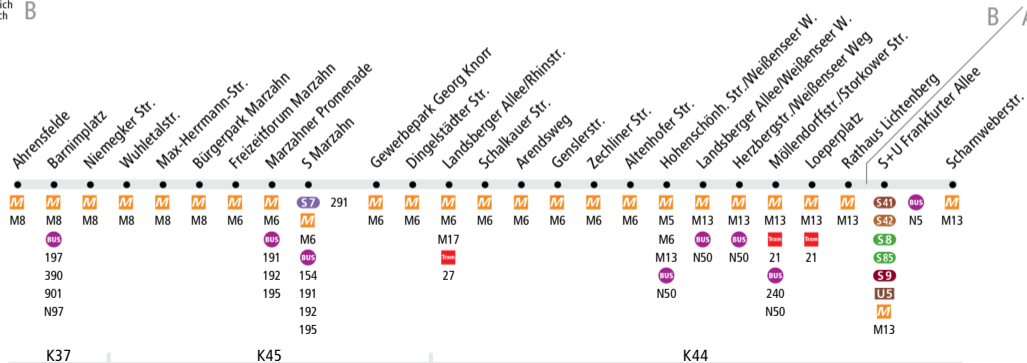 ich
ch
B
B
A
Ahrensfelde
Barnimplatz
Niemegker Str.
Wuhletalstr.
Max-Herrmann-Str.
Bürgerpark Marzahn
Freizeitforum Marzahn
Marzahner Promenade
S Marzahn
Gewerbepark Georg Knorr
Dingelstädter Str.
Landsberger Allee/Rhinstr.
Schalkauer Str.
Arendsweg
Genslerstr.
Zechliner Str.
Altenhofer Str.
Hohenschönh. Str./Weißenseer W.
Landsberger Allee/Weißenseer W.
Herzbergstr./Weißenseer Weg
Möllendorffstr./Storkower Str.
Loeperplatz
Rathaus Lichtenberg
S+U Frankfurter Allee
Scharnweberstr.
M M M M M M M M S7 291 M M M M M M M M M M M M M M S41 BUS M
M8 M8 M8 M8 M8 M8 M6 M6 M M6 M6 M6 M6 M6 M6 M6 M6 M5 M13 M13 M13 M13 M13 S42 N5 M13
BUS BUS M6 M17 M6 BUS BUS Tram Tram S8
197 191 BUS Tram M13 N50 N50 21 21 S85
390 192 154 27 BUS BUS S9
901 195 191 N50 240 U5
N97 192 N50 M
195 M13
K37 K45 K44